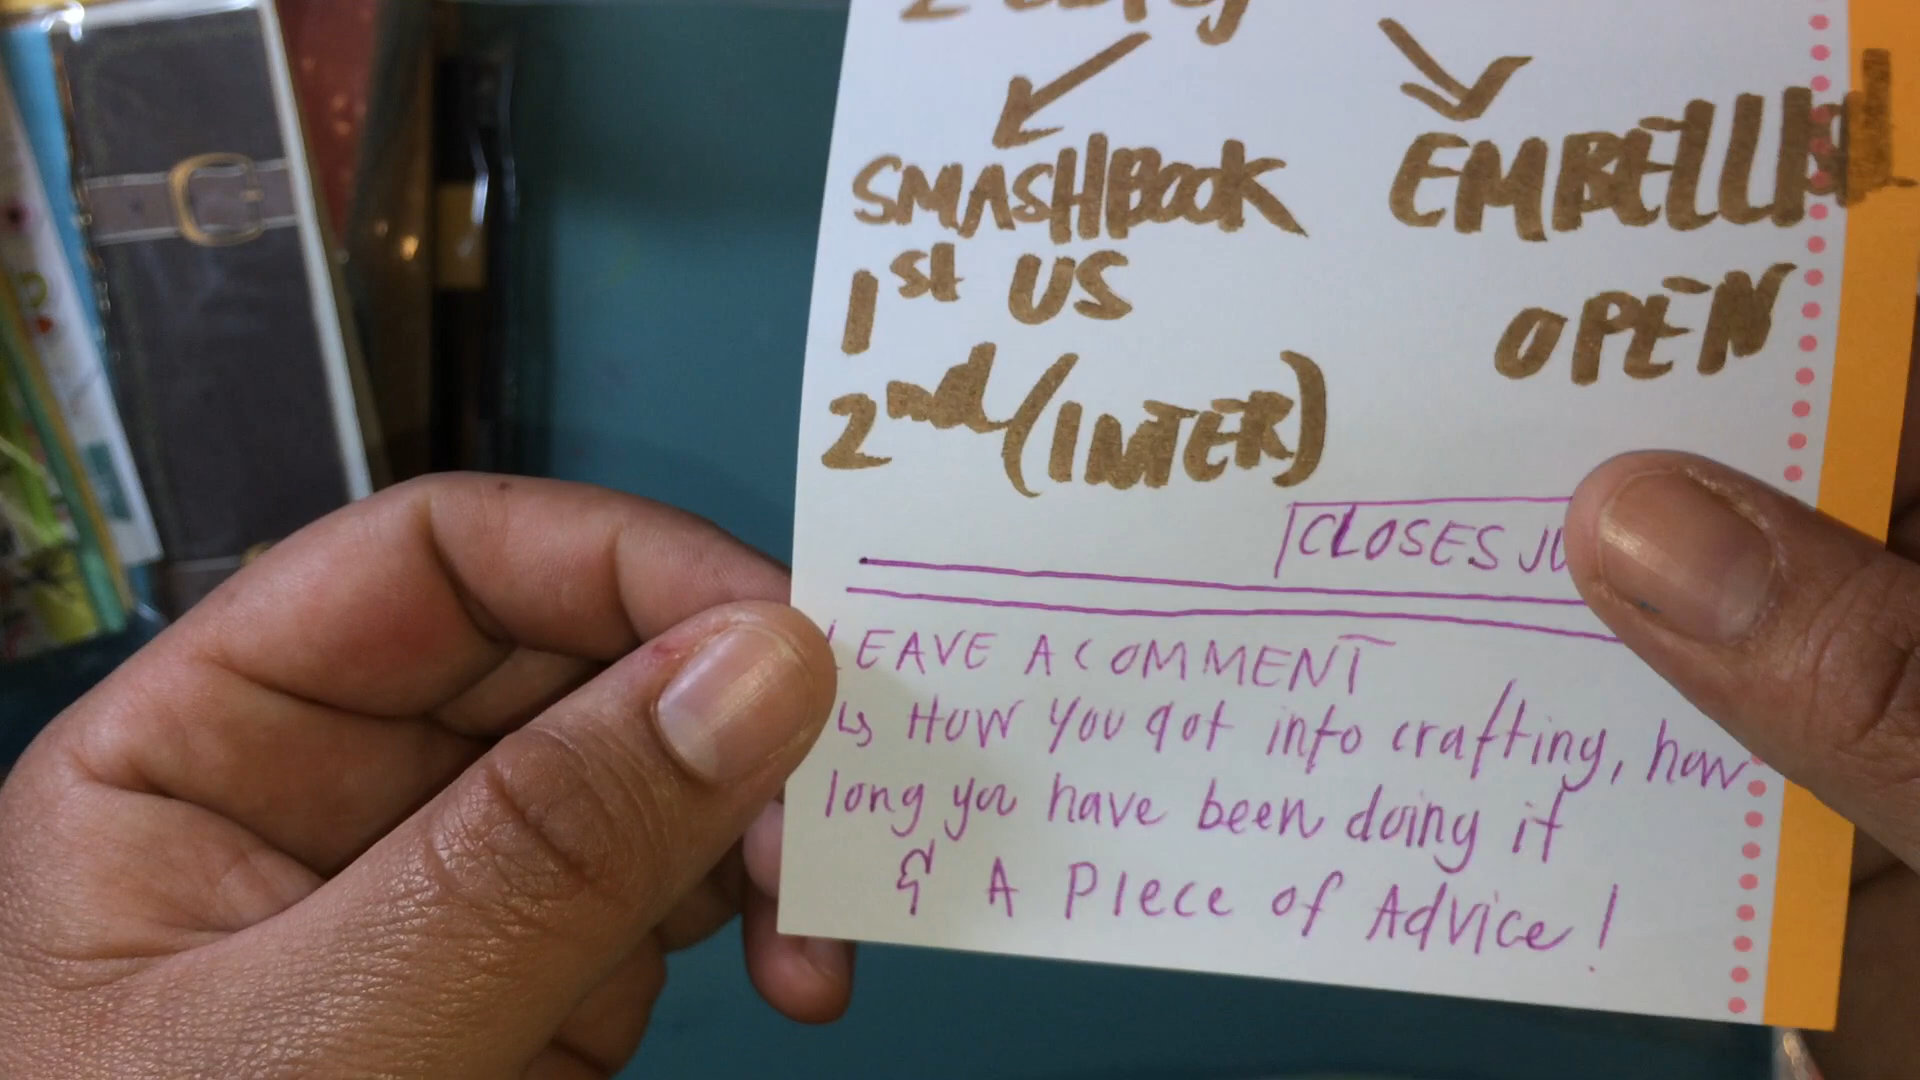 SMASHBOOK EMBELLISH
1st US OPEN
2nd (INTER)
CLOSES
LEAVE A COMMENT
↳ HOW YOU got into crafting, how
long you have been doing it
& A PIece of Advice!